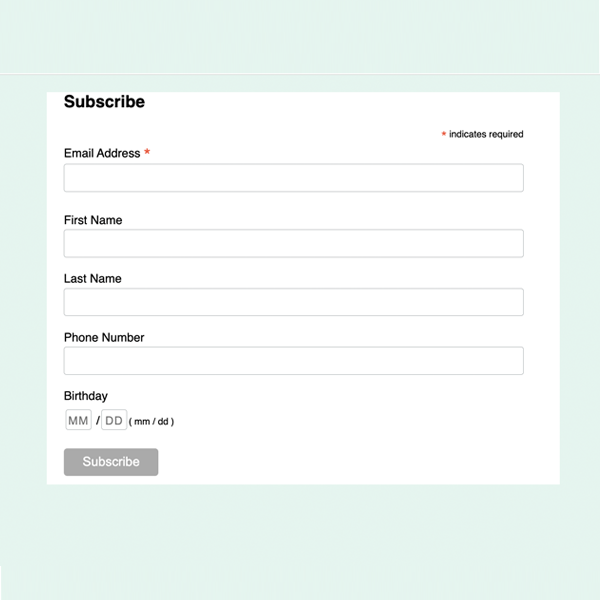 Subscribe
* indicates required
Email Address *
First Name
Last Name
Phone Number
Birthday
MM / DD ( mm / dd )
Subscribe